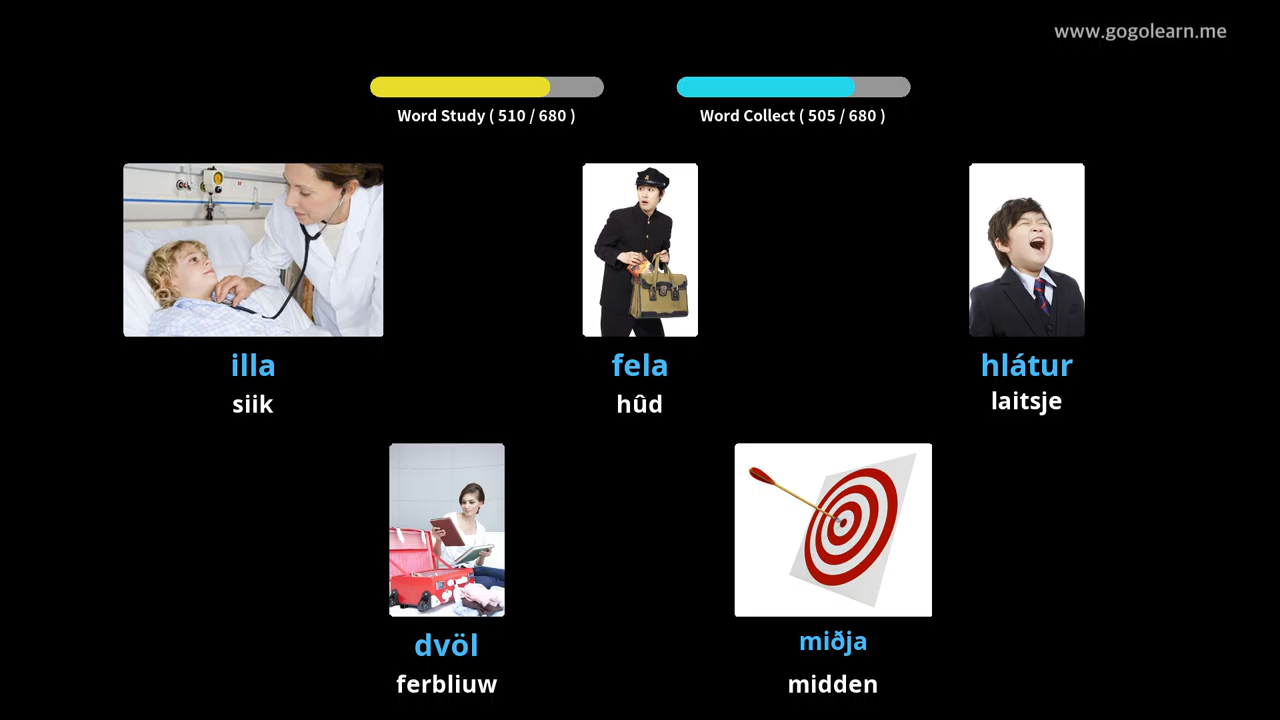 www.gogolearn.me
Word Study ( 510 / 680 )
Word Collect ( 505 / 680 )
illa
siik
fela
hûd
hlátur
laitsje
dvöl
ferbliuw
miðja
midden